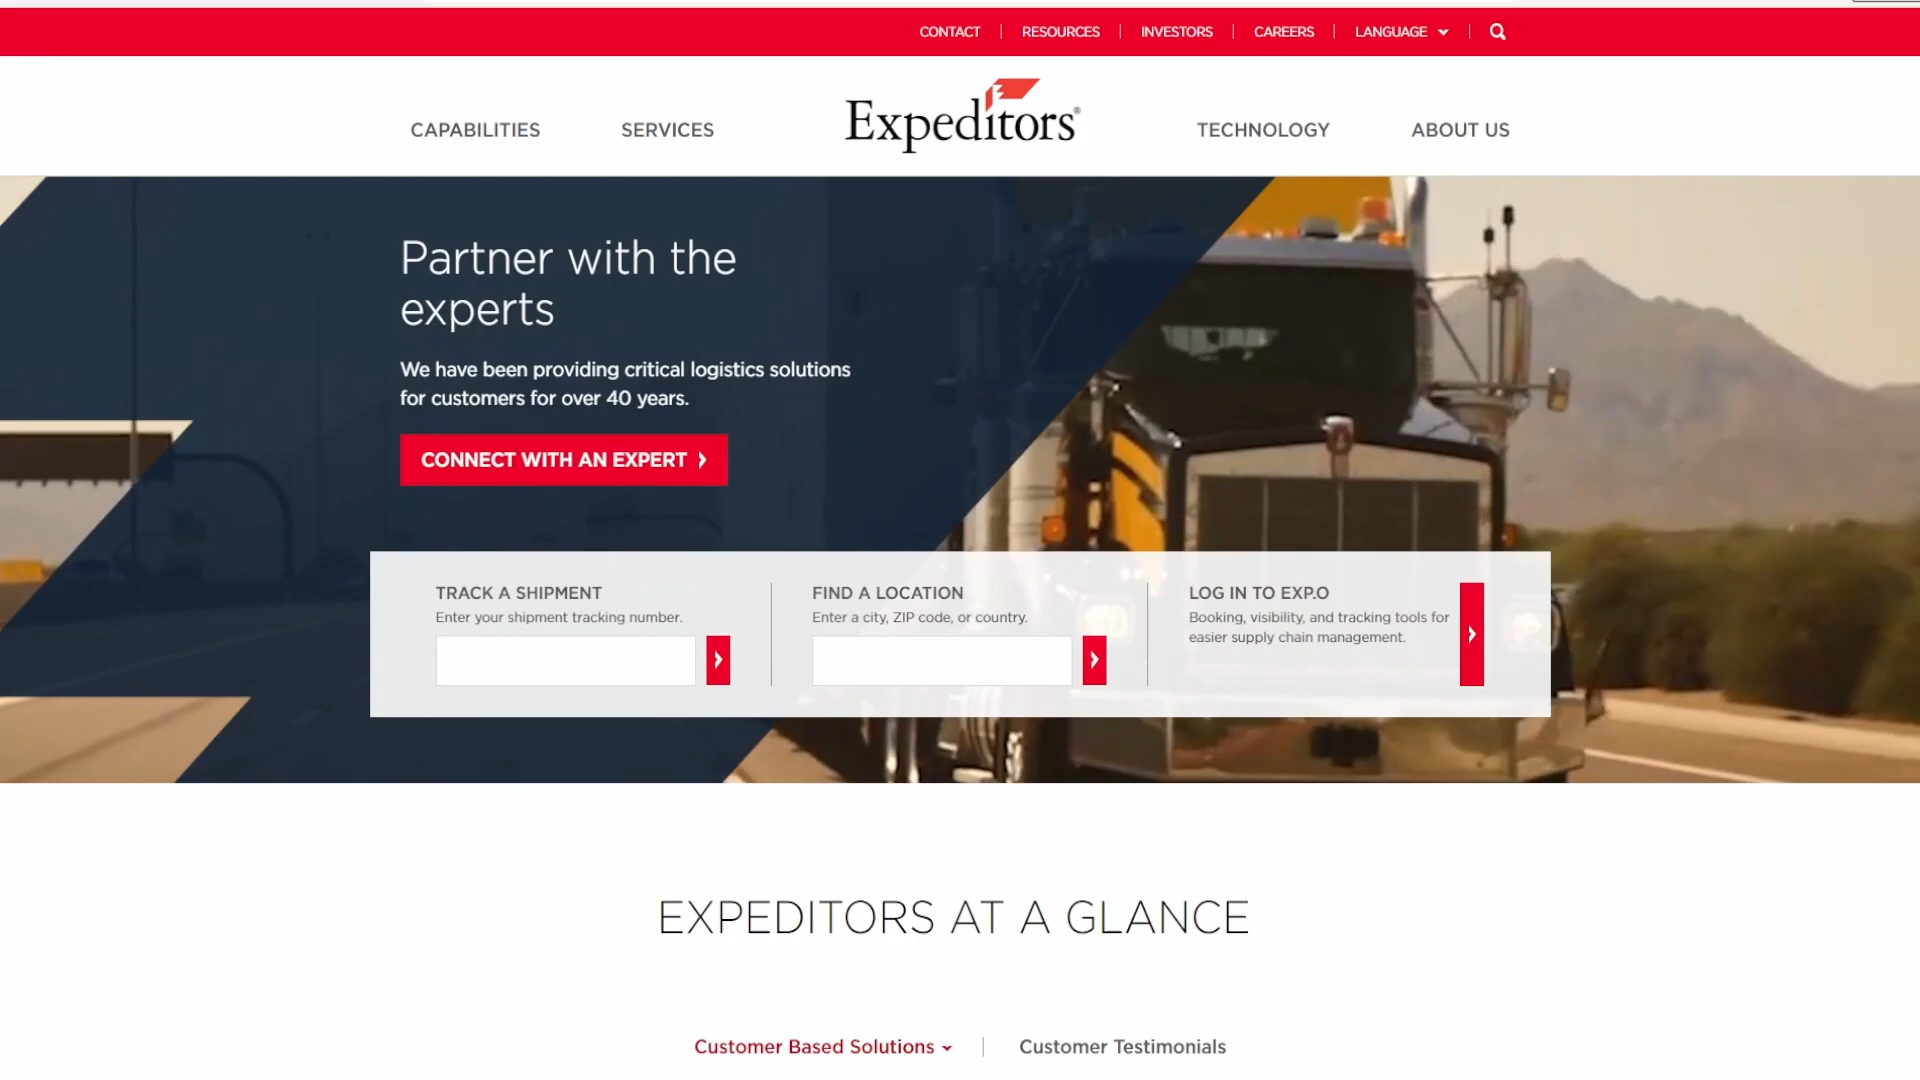 CONTACT
RESOURCES
INVESTORS
CAREERS
LANGUAGE
CAPABILITIES
SERVICES
Expeditors®
TECHNOLOGY
ABOUT US
Partner with the
experts
We have been providing critical logistics solutions
for customers for over 40 years.
CONNECT WITH AN EXPERT
TRACK A SHIPMENT
Enter your shipment tracking number.
FIND A LOCATION
Enter a city, ZIP code, or country.
LOG IN TO EXP.O
Booking, visibility, and tracking tools for
easier supply chain management.
EXPEDITORS AT A GLANCE
Customer Based Solutions
Customer Testimonials